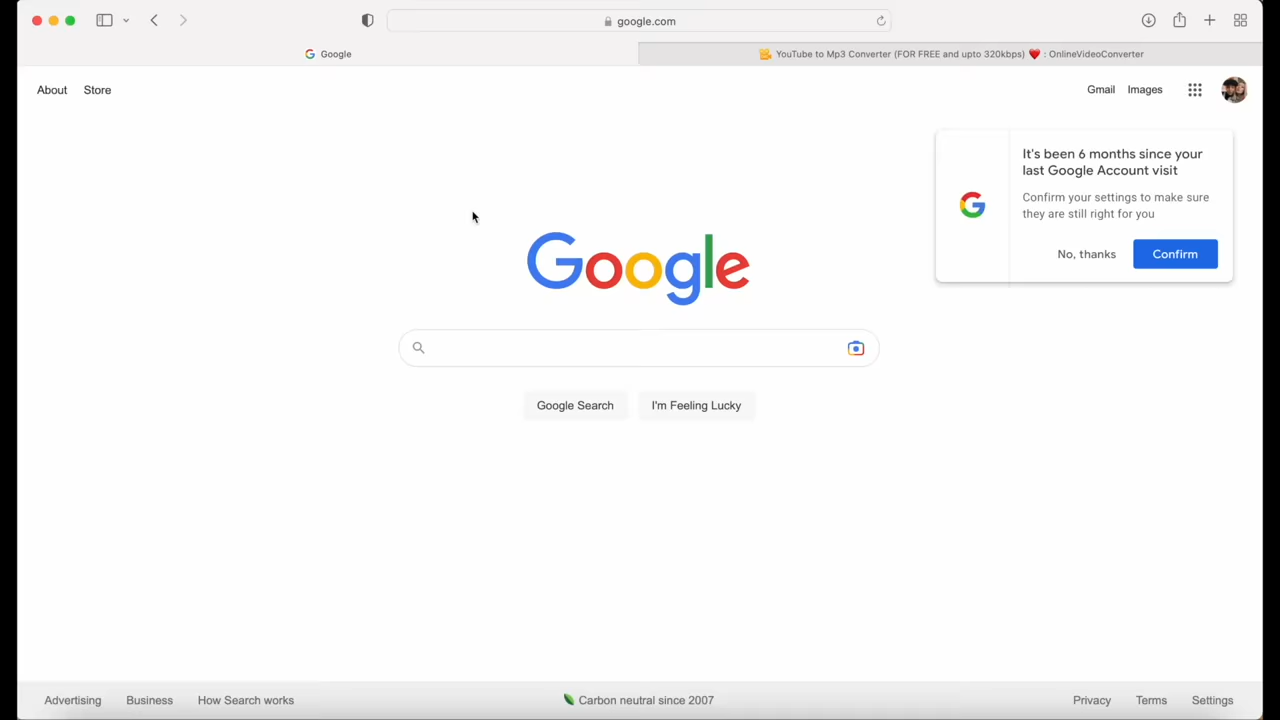 google.com
Google
YouTube to Mp3 Converter (FOR FREE and upto 320kbps) ❤️ : OnlineVideoConverter
About Store
Gmail Images
It's been 6 months since your
last Google Account visit
Confirm your settings to make sure
they are still right for you
No, thanks Confirm
Google
Google Search I'm Feeling Lucky
Advertising Business How Search works
Carbon neutral since 2007
Privacy Terms Settings